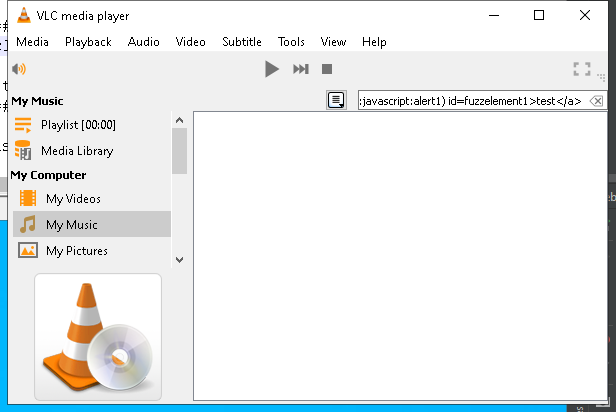 VLC media player
Media Playback Audio Video Subtitle Tools View Help
My Music
:javascript:alert1) id=fuzzelement1>test</a>
Playlist [00:00]
Media Library
My Computer
My Videos
My Music
My Pictures